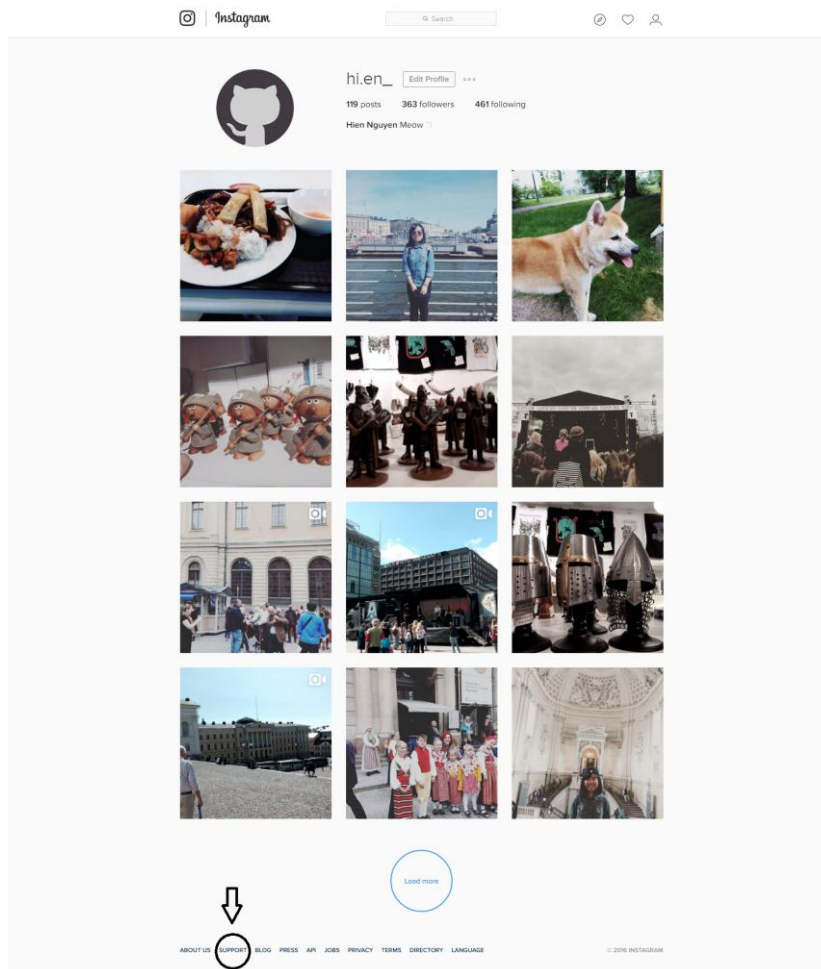 Instagram
Search
hi.en_ Edit Profile
119 posts 363 followers 461 following
Hien Nguyen Meow
Load more
ABOUT US SUPPORT BLOG PRESS API JOBS PRIVACY TERMS DIRECTORY LANGUAGE
© 2016 INSTAGRAM